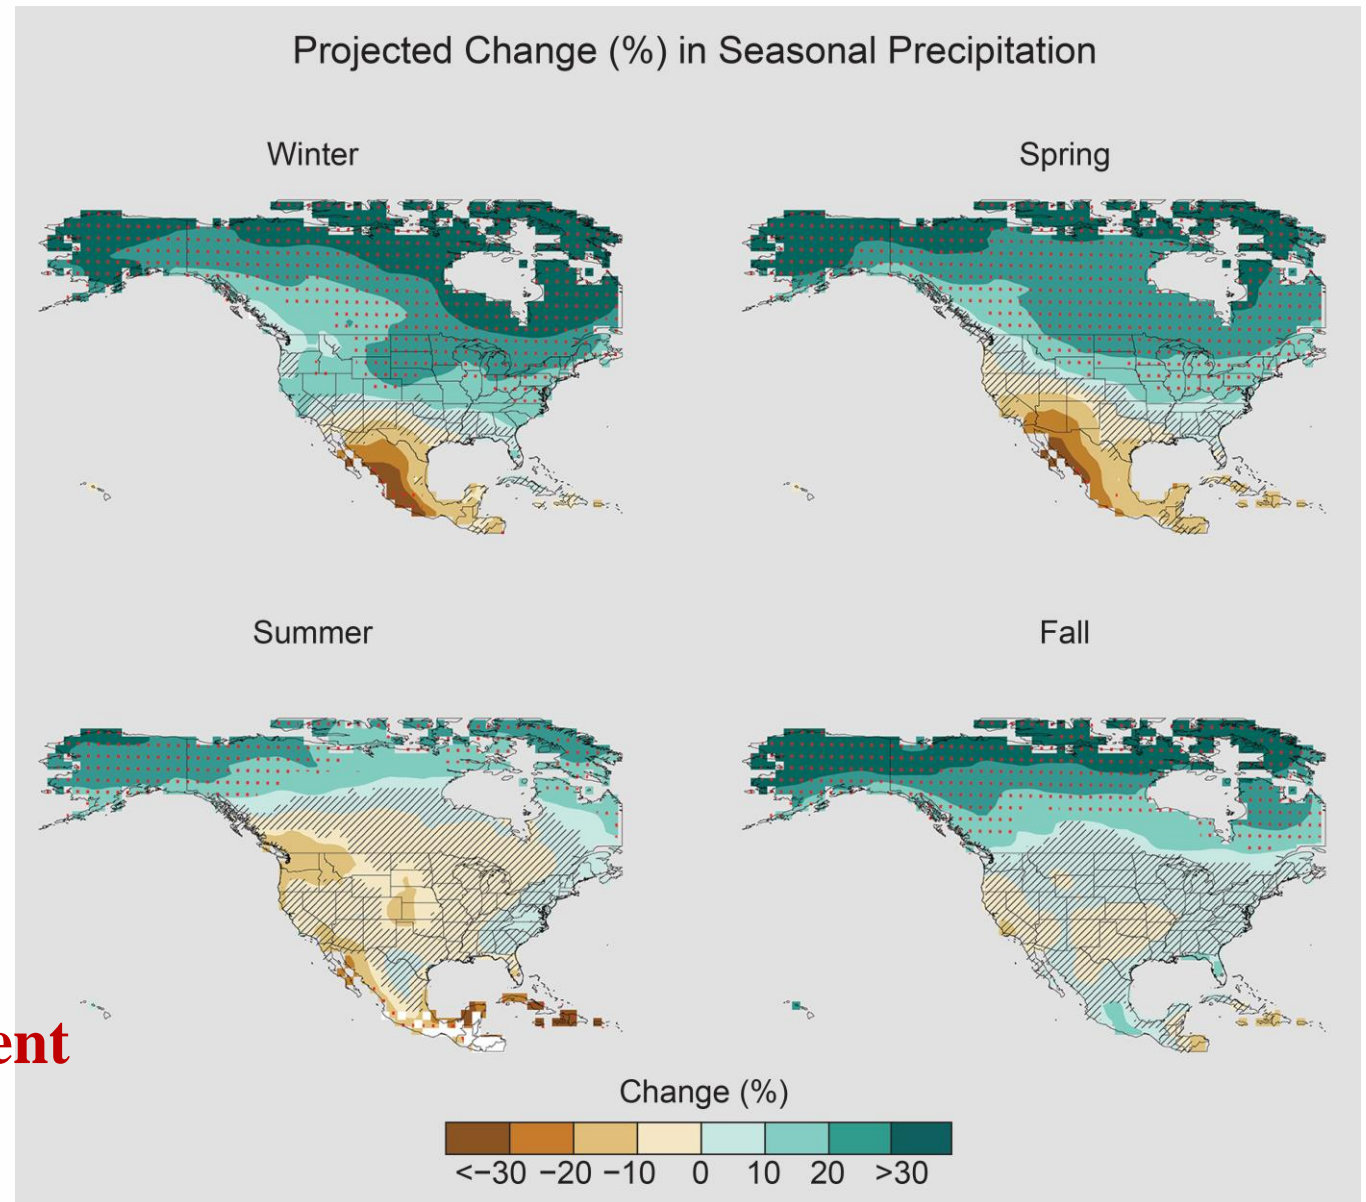 Projected Change (%) in Seasonal Precipitation
Winter
Spring
Summer
Fall
ent
Change (%)
<−30 −20 −10 0 10 20 >30